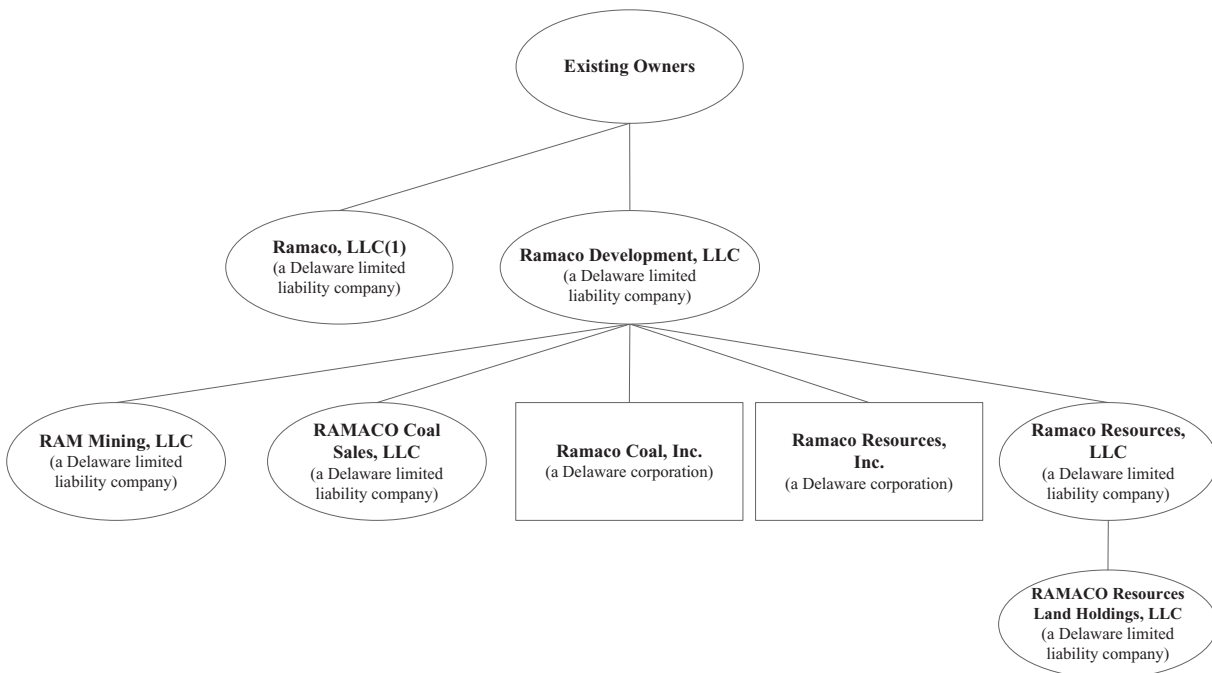 Existing Owners
Ramaco, LLC(1)
(a Delaware limited
liability company)
Ramaco Development, LLC
(a Delaware limited
liability company)
RAM Mining, LLC
(a Delaware limited
liability company)
RAMACO Coal
Sales, LLC
(a Delaware limited
liability company)
Ramaco Coal, Inc.
(a Delaware corporation)
Ramaco Resources,
Inc.
(a Delaware corporation)
Ramaco Resources,
LLC
(a Delaware limited
liability company)
RAMACO Resources
Land Holdings, LLC
(a Delaware limited
liability company)